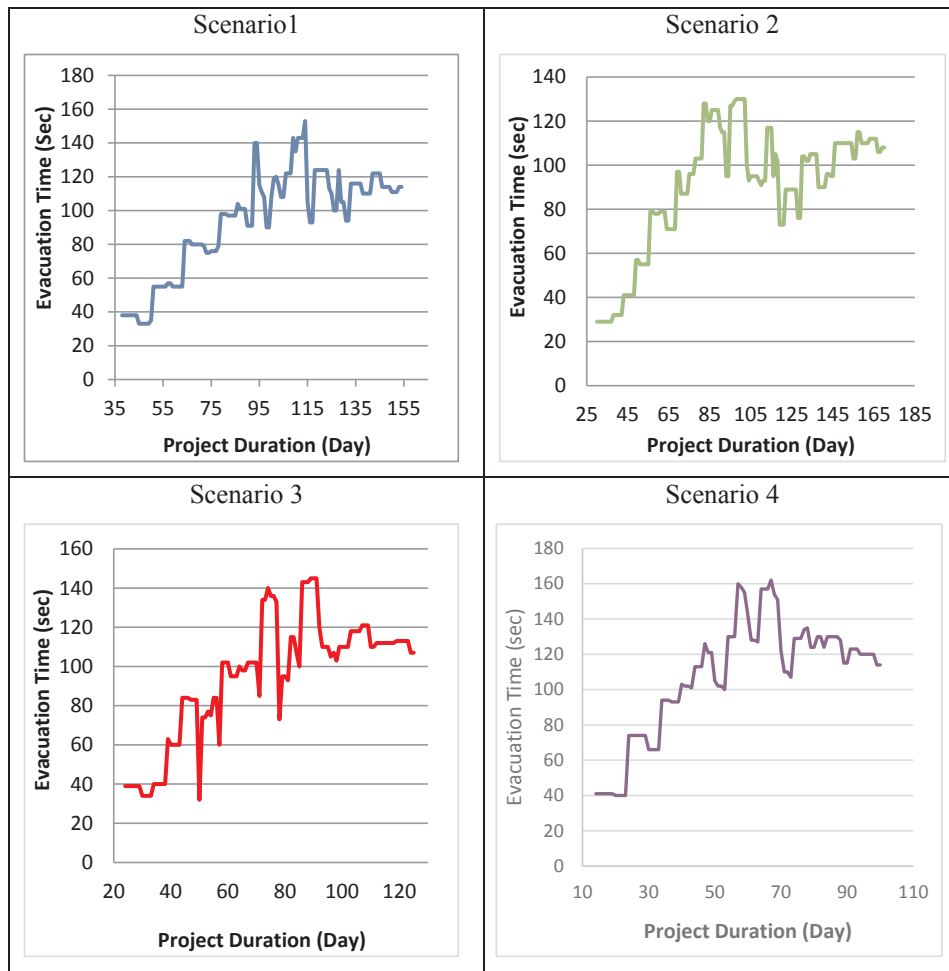 Scenario1
180
160
140
120
100
80
60
40
20
0
Evacuation Time (Sec)
35 55 75 95 115 135 155
Project Duration (Day)
Scenario 2
140
120
100
80
60
40
20
0
Evacuation Time (sec)
25 45 65 85 105 125 145 165 185
Project Duration (Day)
Scenario 3
160
140
120
100
80
60
40
20
0
Evacuation Time (sec)
20 40 60 80 100 120
Project Duration (Day)
Scenario 4
180
160
140
120
100
80
60
40
20
0
Evacuation Time (sec)
10 30 50 70 90 110
Project Duration (Day)